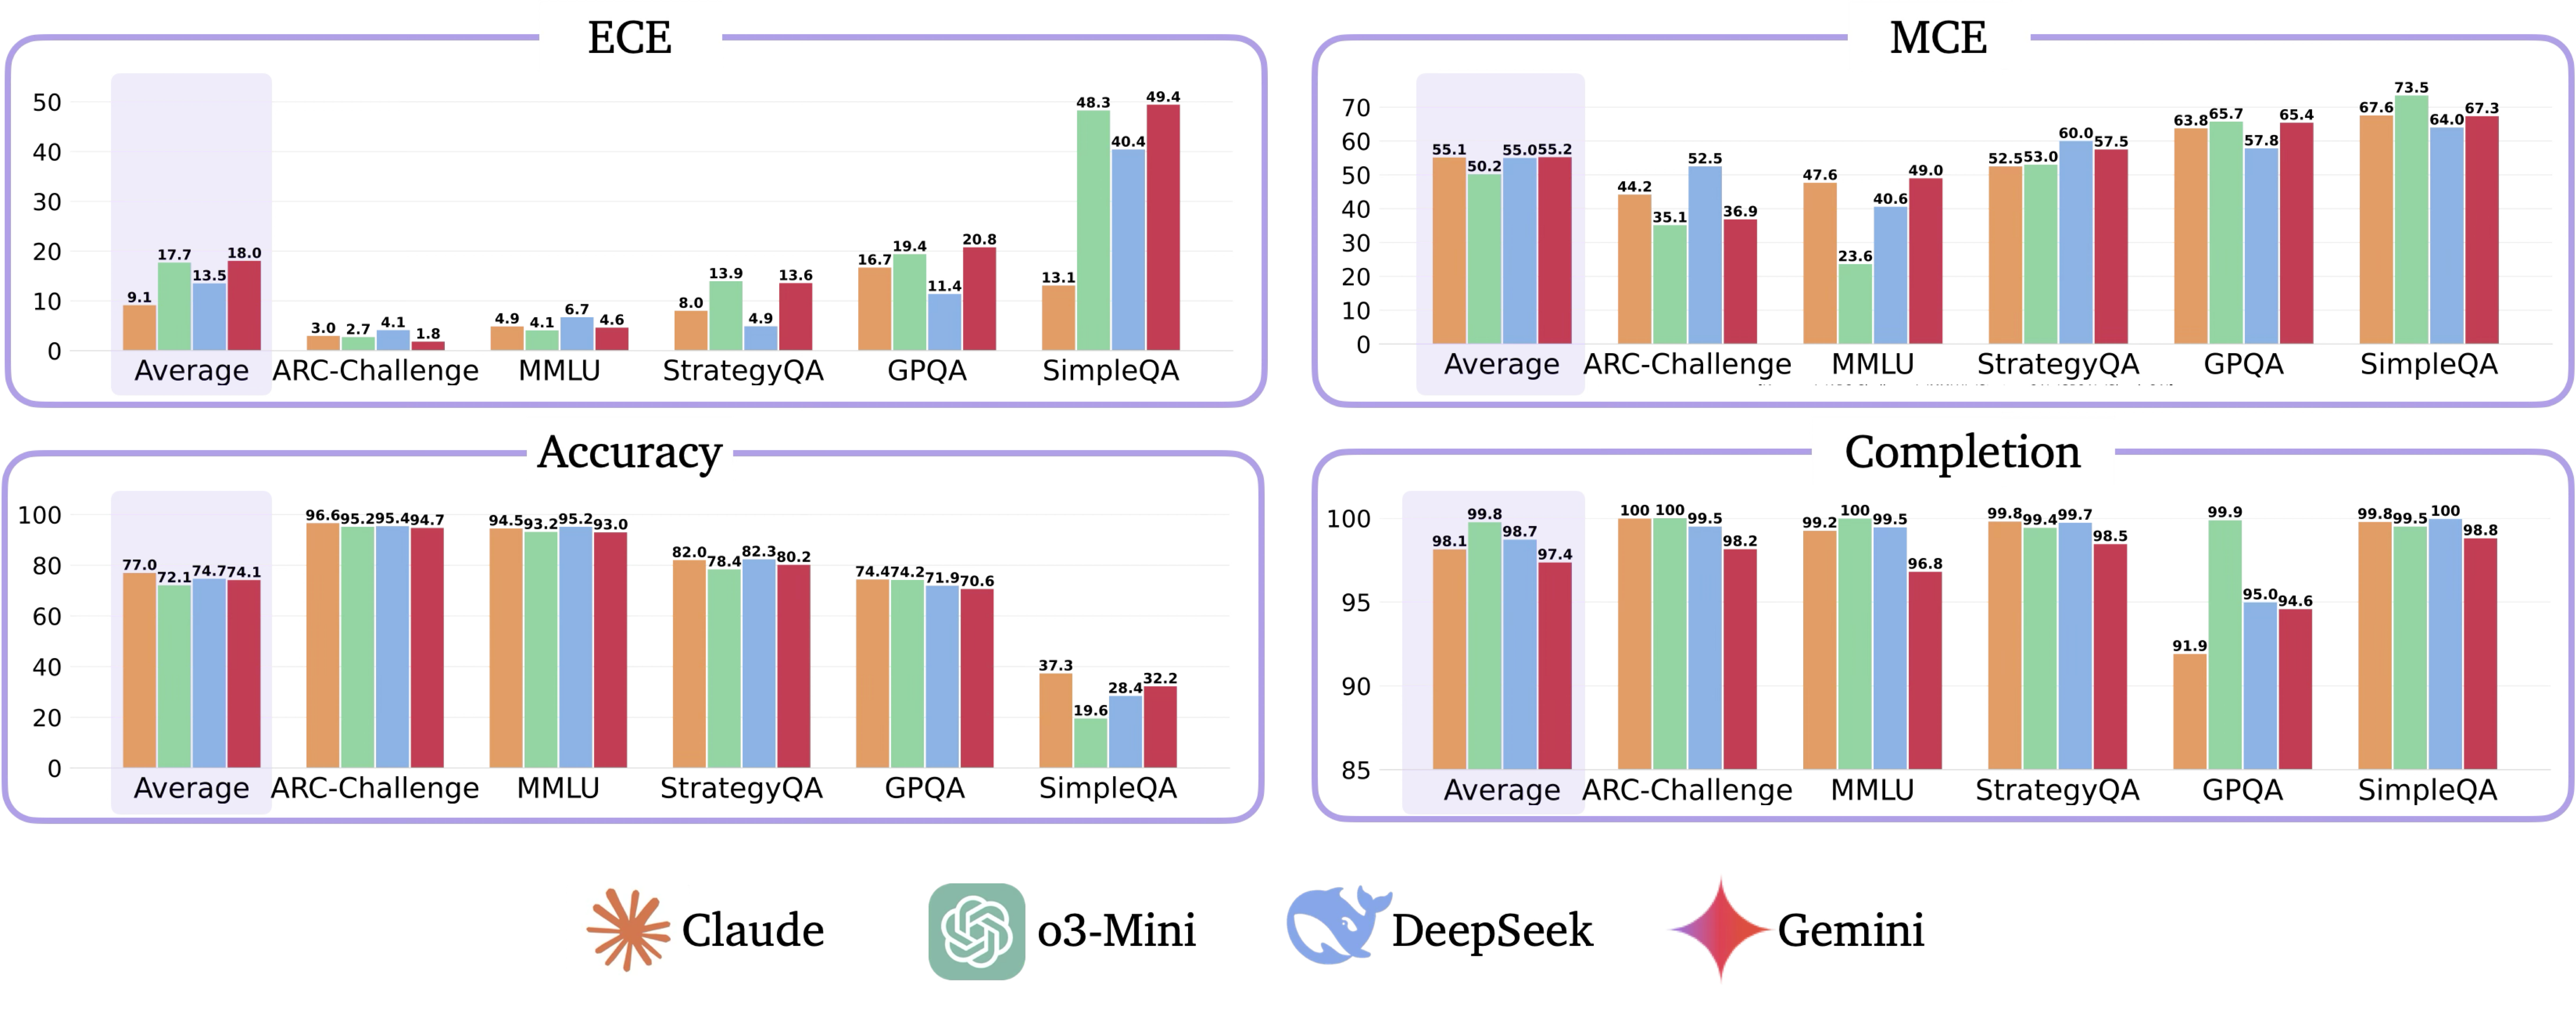 ECE
50
40
30
20
10
0
9.1 17.7 13.5 18.0
3.0 2.7 4.1 1.8
4.9 4.1 6.7 4.6
8.0 13.9 4.9 13.6
16.7 19.4 11.4 20.8
13.1 48.3 40.4 49.4
Average ARC-Challenge MMLU StrategyQA GPQA SimpleQA
MCE
70
60
50
40
30
20
10
0
55.1 50.2 55.0 55.2
44.2 35.1 52.5 36.9
47.6 23.6 40.6 49.0
52.5 53.0 60.0 57.5
63.8 65.7 57.8 65.4
67.6 73.5 64.0 67.3
Average ARC-Challenge MMLU StrategyQA GPQA SimpleQA
Accuracy
100
80
60
40
20
0
77.0 72.1 74.7 74.1
96.6 95.2 95.4 94.7
94.5 93.2 95.2 93.0
82.0 78.4 82.3 80.2
74.4 74.2 71.9 70.6
37.3 19.6 28.4 32.2
Average ARC-Challenge MMLU StrategyQA GPQA SimpleQA
Completion
100
95
90
85
98.1 99.8 98.7 97.4
100 100 99.5 98.2
99.2 100 99.5 96.8
99.8 99.4 99.7 98.5
91.9 99.9 95.0 94.6
99.8 99.5 100 98.8
Average ARC-Challenge MMLU StrategyQA GPQA SimpleQA
Claude o3-Mini DeepSeek Gemini